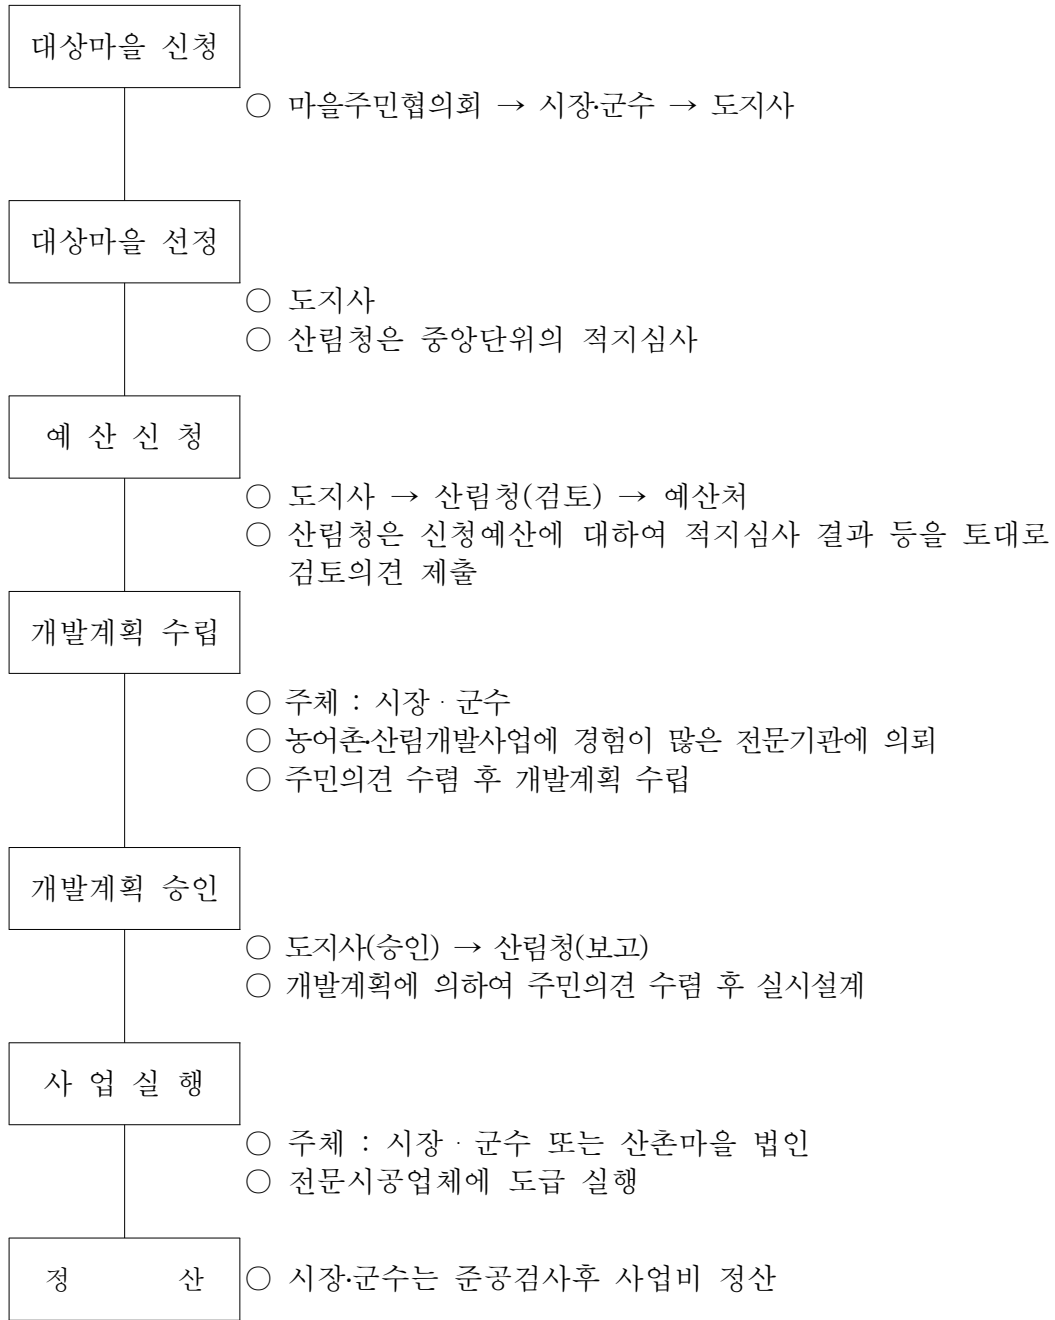 대상마을 신청
○ 마을주민협의회 → 시장·군수 → 도지사
대상마을 선정
○ 도지사
○ 산림청은 중앙단위의 적지심사
예 산 신 청
○ 도지사 → 산림청(검토) → 예산처
○ 산림청은 신청예산에 대하여 적지심사 결과 등을 토대로
검토의견 제출
개발계획 수립
○ 주체 : 시장 · 군수
○ 농어촌·산림개발사업에 경험이 많은 전문기관에 의뢰
○ 주민의견 수렴 후 개발계획 수립
개발계획 승인
○ 도지사(승인) → 산림청(보고)
○ 개발계획에 의하여 주민의견 수렴 후 실시설계
사 업 실 행
○ 주체 : 시장 · 군수 또는 산촌마을 법인
○ 전문시공업체에 도급 실행
정 산
○ 시장·군수는 준공검사후 사업비 정산